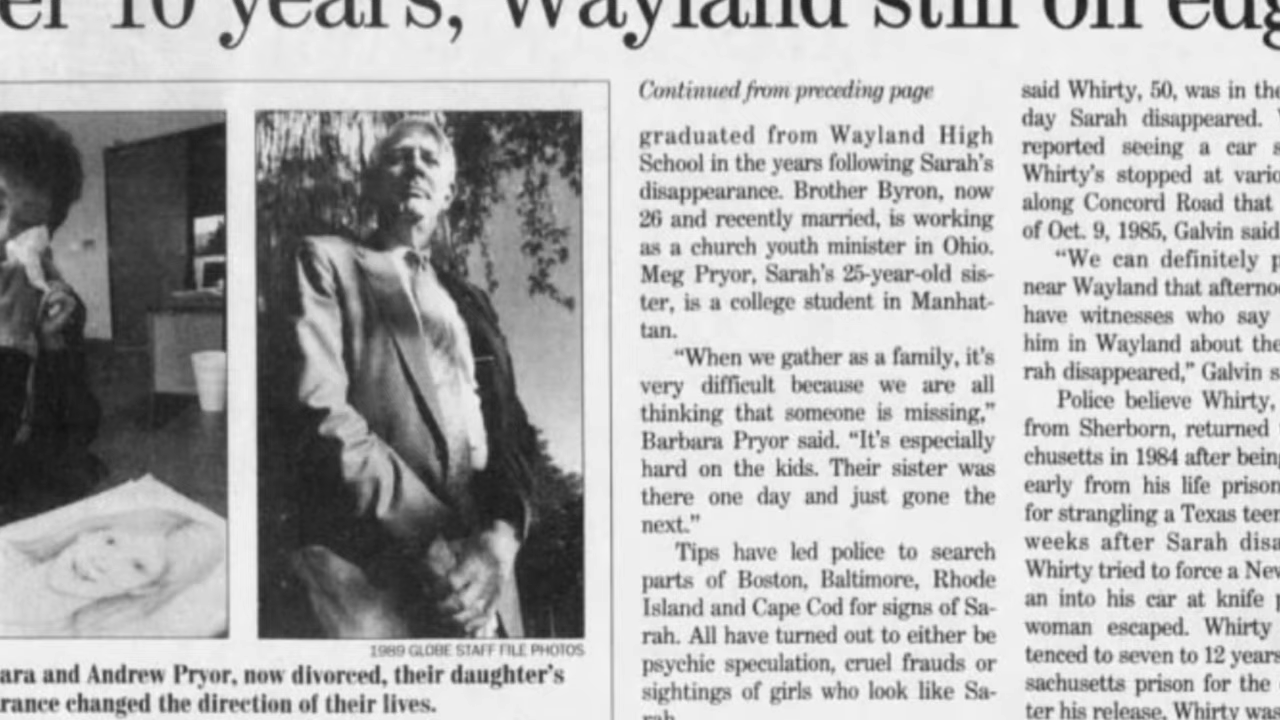 er 10 years, Wayland still on edg
1989 GLOBE STAFF FILE PHOTOS
ara and Andrew Pryor, now divorced, their daughter's
rance changed the direction of their lives.
Continued from preceding page
graduated from Wayland High
School in the years following Sarah's
disappearance. Brother Byron, now
26 and recently married, is working
as a church youth minister in Ohio.
Meg Pryor, Sarah's 25-year-old sis-
ter, is a college student in Manhat-
tan.
"When we gather as a family, it's
very difficult because we are all
thinking that someone is missing,"
Barbara Pryor said. "It's especially
hard on the kids. Their sister was
there one day and just gone the
next."
Tips have led police to search
parts of Boston, Baltimore, Rhode
Island and Cape Cod for signs of Sa-
rah. All have turned out to either be
psychic speculation, cruel frauds or
sightings of girls who look like Sa-
rah
said Whirty, 50, was in the
day Sarah disappeared.
reported seeing a car s
Whirty's stopped at vario
along Concord Road that
of Oct. 9, 1985, Galvin said
"We can definitely p
near Wayland that afternoo
have witnesses who say
him in Wayland about the
rah disappeared," Galvin s
Police believe Whirty,
from Sherborn, returned
chusetts in 1984 after being
early from his life prison
for strangling a Texas teen
weeks after Sarah disa
Whirty tried to force a Nev
an into his car at knife p
woman escaped. Whirty
tenced to seven to 12 years
sachusetts prison for the
ter his release, Whirty was